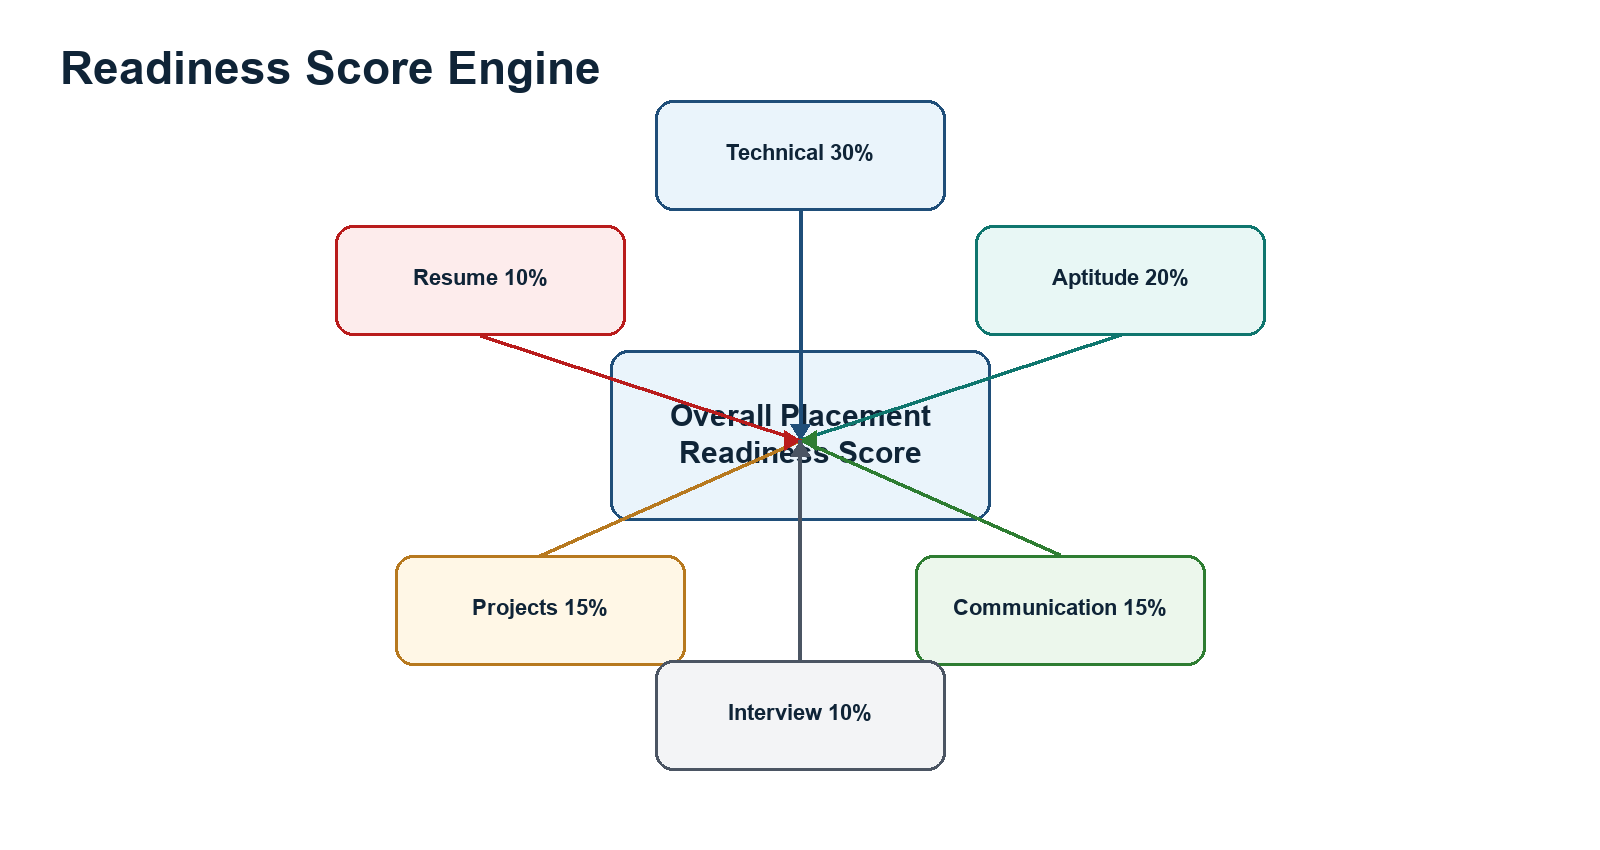 Readiness Score Engine
Technical 30%
Resume 10%
Aptitude 20%
Overall Placement
Readiness Score
Projects 15%
Communication 15%
Interview 10%